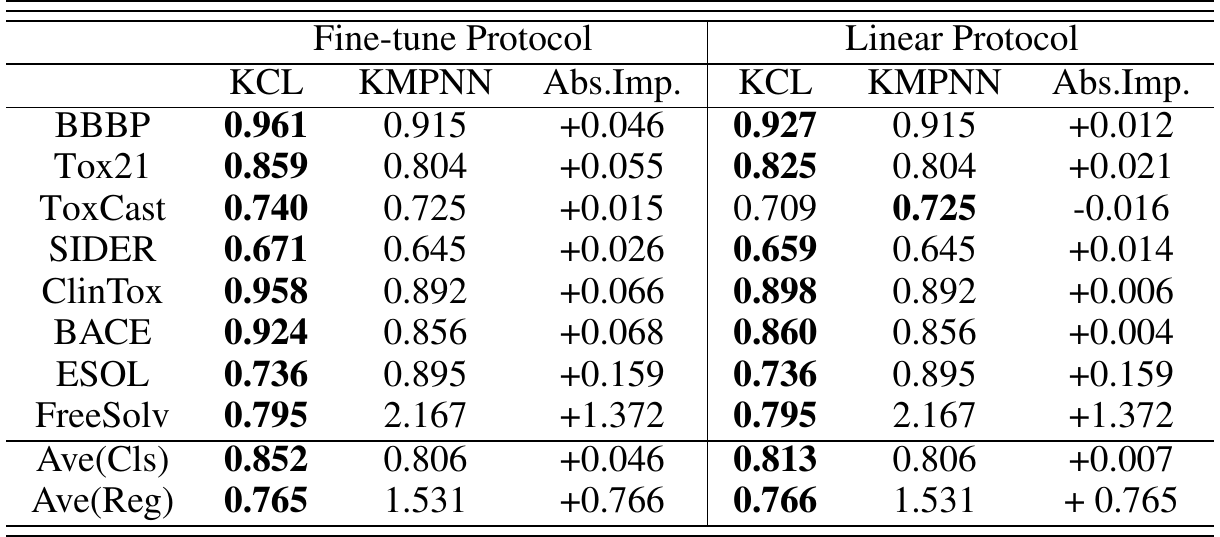 Fine-tune Protocol Linear Protocol
KCL KMPNN Abs.Imp. KCL KMPNN Abs.Imp.
BBBP 0.961 0.915 +0.046 0.927 0.915 +0.012
Tox21 0.859 0.804 +0.055 0.825 0.804 +0.021
ToxCast 0.740 0.725 +0.015 0.709 0.725 -0.016
SIDER 0.671 0.645 +0.026 0.659 0.645 +0.014
ClinTox 0.958 0.892 +0.066 0.898 0.892 +0.006
BACE 0.924 0.856 +0.068 0.860 0.856 +0.004
ESOL 0.736 0.895 +0.159 0.736 0.895 +0.159
FreeSolv 0.795 2.167 +1.372 0.795 2.167 +1.372
Ave(Cls) 0.852 0.806 +0.046 0.813 0.806 +0.007
Ave(Reg) 0.765 1.531 +0.766 0.766 1.531 + 0.765